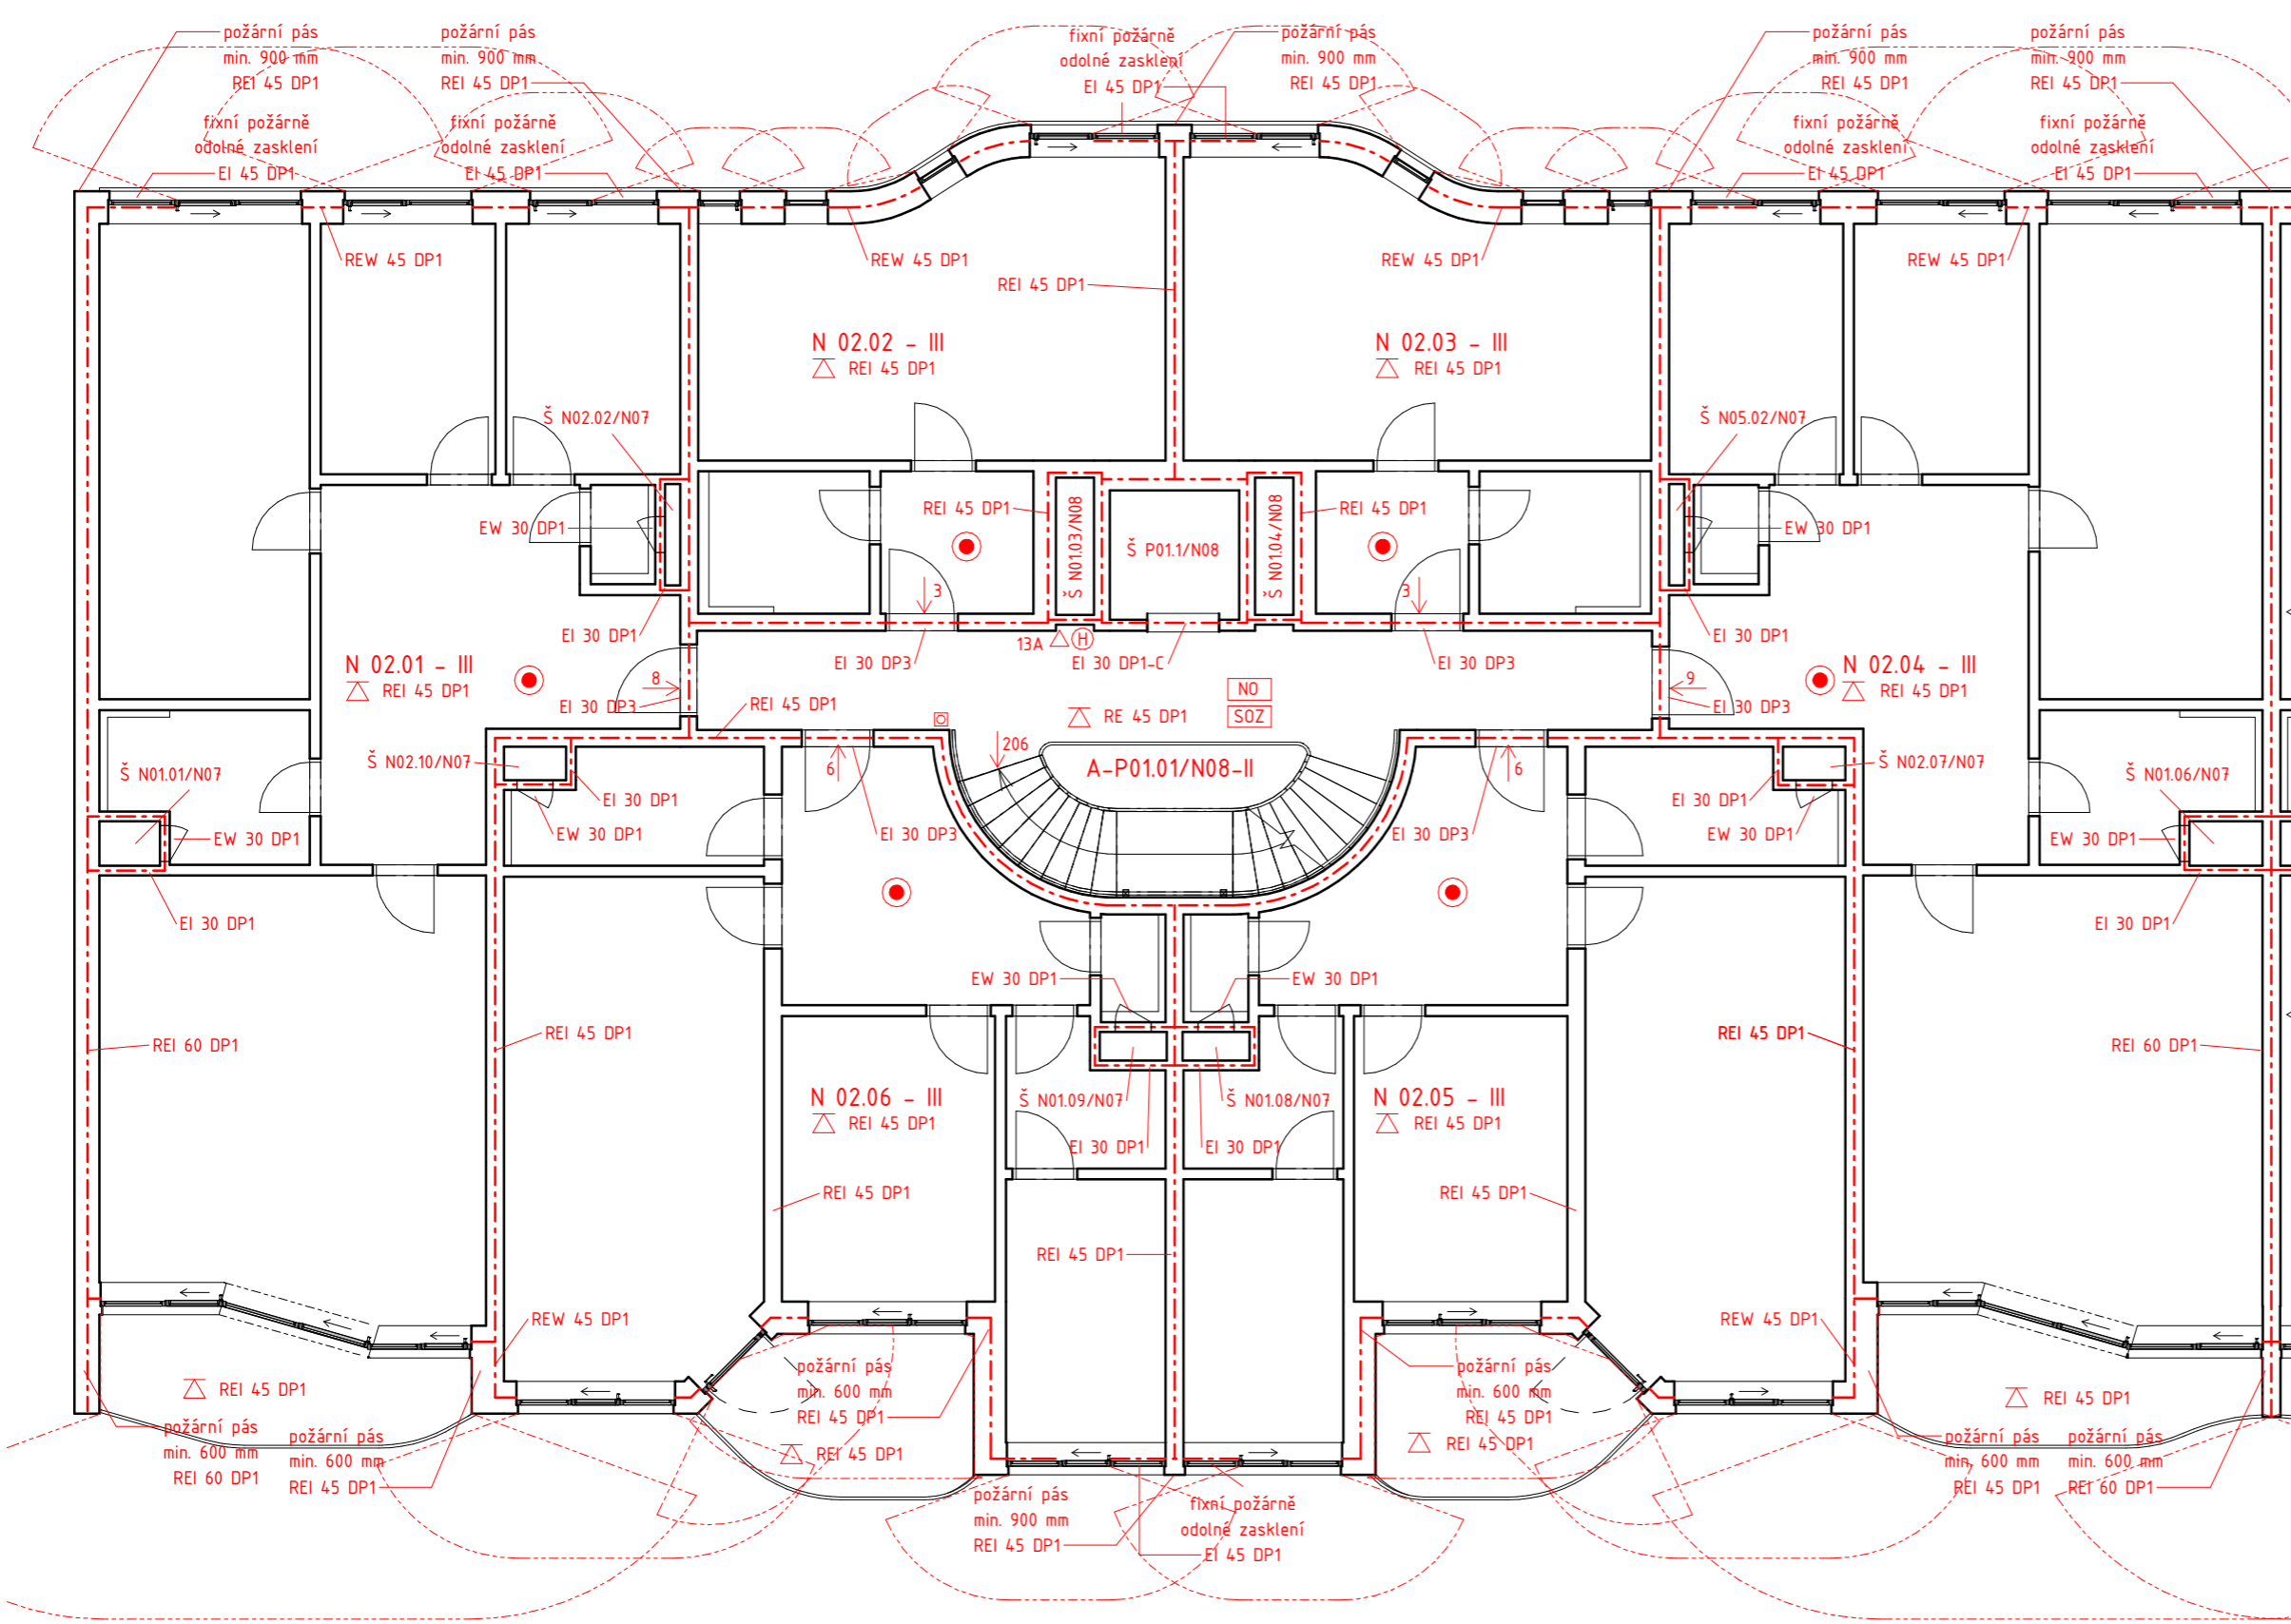 požární pás
min. 900 mm
REI 45 DP1
požární pás
min. 900 mm
REI 45 DP1
fixní požárně
odolné zasklení
EI 45 DP1
požární pás
min. 900 mm
REI 45 DP1
požární pás
min. 900 mm
REI 45 DP1
požární pás
min. 900 mm
REI 45 DP1
fixní požárně
odolné zasklení
EI 45 DP1
fixní požárně
odolné zasklení
EI 45 DP1
fixní požárně
odolné zasklení
EI 45 DP1
fixní požárně
odolné zasklení
EI 45 DP1
REW 45 DP1
REW 45 DP1
REI 45 DP1
REW 45 DP1
REW 45 DP1
N 02.02 - III
REI 45 DP1
N 02.03 - III
REI 45 DP1
Š N02.02/N07
Š N05.02/N07
EW 30 DP1
REI 45 DP1
Š N01.03/N08
Š P01.1/N08
Š N01.04/N08
REI 45 DP1
EW 30 DP1
3
3
EI 30 DP1
13A
H
EI 30 DP1
N 02.01 - III
REI 45 DP1
EI 30 DP3
EI 30 DP1-C
EI 30 DP3
N 02.04 - III
REI 45 DP1
8
9
EI 30 DP3
REI 45 DP1
RE 45 DP1
NO
SOZ
EI 30 DP3
206
Š N01.01/N07
Š N02.10/N07
6
A-P01.01/N08-II
6
Š N02.07/N07
Š N01.06/N07
EI 30 DP1
EI 30 DP1
EW 30 DP1
EW 30 DP1
EI 30 DP3
EI 30 DP3
EW 30 DP1
EW 30 DP1
EI 30 DP1
EI 30 DP1
EW 30 DP1
EW 30 DP1
REI 60 DP1
REI 45 DP1
REI 45 DP1
REI 60 DP1
N 02.06 - III
REI 45 DP1
Š N01.09/N07
Š N01.08/N07
N 02.05 - III
REI 45 DP1
EI 30 DP1
EI 30 DP1
REI 45 DP1
REI 45 DP1
REI 45 DP1
REW 45 DP1
REW 45 DP1
požární pás
min. 600 mm
REI 45 DP1
požární pás
min. 600 mm
REI 45 DP1
REI 45 DP1
REI 45 DP1
REI 45 DP1
REI 45 DP1
požární pás
min. 600 mm
REI 60 DP1
požární pás
min. 600 mm
REI 45 DP1
požární pás
min. 900 mm
REI 45 DP1
fixní požárně
odolné zasklení
EI 45 DP1
požární pás
min. 600 mm
REI 45 DP1
požární pás
min. 600 mm
REI 60 DP1